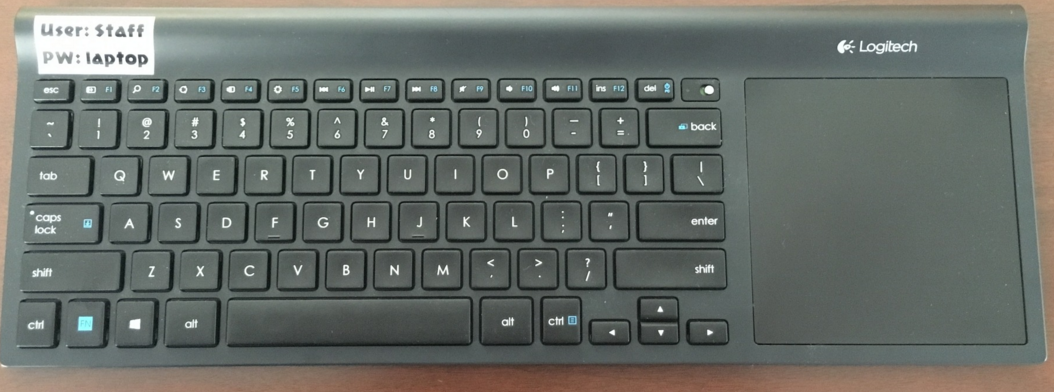 User: Staff
PW: laptop
Logitech
esc F1 F2 F3 F4 F5 F6 F7 F8 F9 F10 F11 ins F12 del
~ ` ! 1 @ 2 # 3 $ 4 % 5 ^ 6 & 7 * 8 ( 9 ) 0 — - + = back
tab Q W E R T Y U I O P { [ } ] | \
* caps lock A S D F G H J K L : ; “ ‘ enter
shift Z X C V B N M < , > . ? / shift
ctrl FN alt alt ctrl